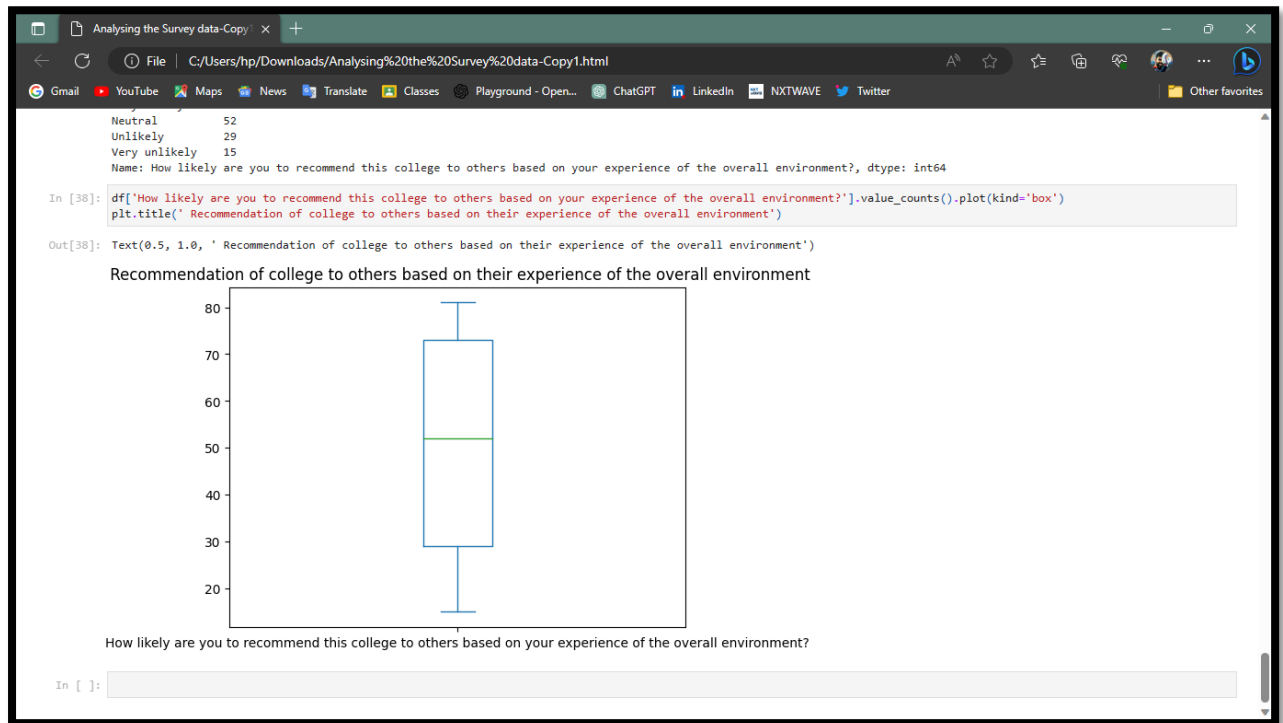 Analysing the Survey data-Copy1
File C:/Users/hp/Downloads/Analysing%20the%20Survey%20data-Copy1.html
Gmail YouTube Maps News Translate Classes Playground - Open... ChatGPT LinkedIn NXTWAVE Twitter Other favorites
Neutral 52
Unlikely 29
Very unlikely 15
Name: How likely are you to recommend this college to others based on your experience of the overall environment?, dtype: int64
In [38]: df['How likely are you to recommend this college to others based on your experience of the overall environment?'].value_counts().plot(kind='box')
plt.title(' Recommendation of college to others based on their experience of the overall environment')
Out[38]: Text(0.5, 1.0, ' Recommendation of college to others based on their experience of the overall environment')
Recommendation of college to others based on their experience of the overall environment
80
70
60
50
40
30
20
How likely are you to recommend this college to others based on your experience of the overall environment?
In [ ]: